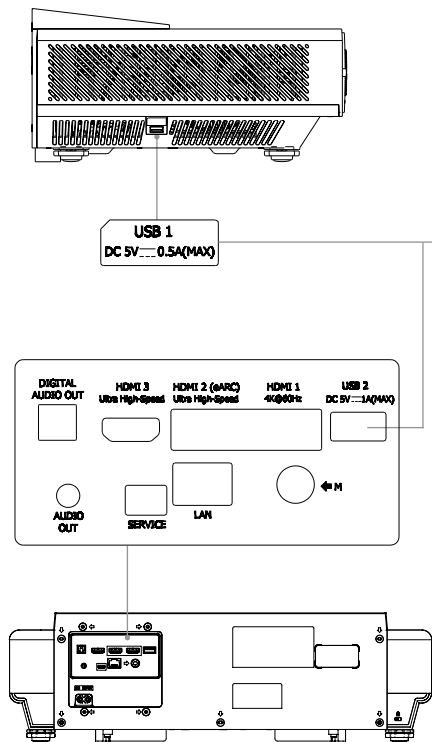 USB 1
DC 5V⎓0.5A(MAX)
DIGITAL
AUDIO OUT
HDMI 3
Ultra High-Speed
HDMI 2 (eARC)
Ultra High-Speed
HDMI 1
4K@60Hz
USB 2
DC 5V⎓1A(MAX)
AUDIO
OUT
SERVICE
LAN
M